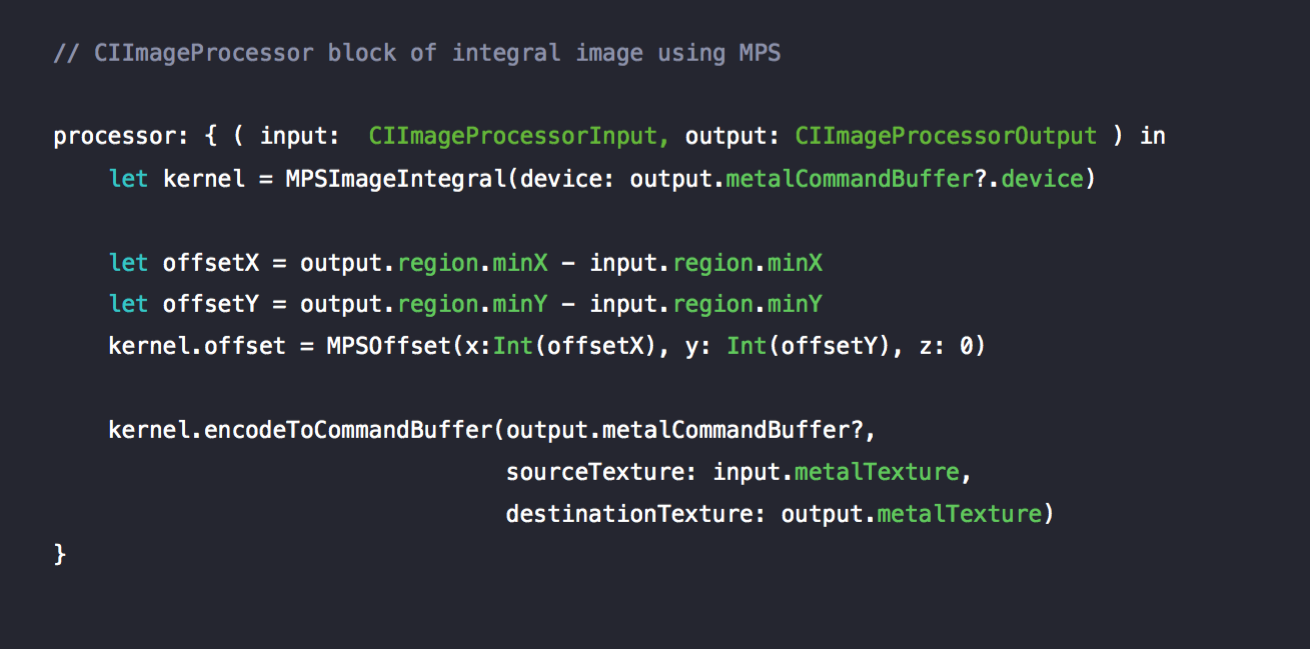 // CIImageProcessor block of integral image using MPS
processor: { ( input:  CIImageProcessorInput, output: CIImageProcessorOutput ) in
    let kernel = MPSImageIntegral(device: output.metalCommandBuffer?.device)
    let offsetX = output.region.minX – input.region.minX
    let offsetY = output.region.minY – input.region.minY
    kernel.offset = MPSOffset(x:Int(offsetX), y: Int(offsetY), z: 0)
    kernel.encodeToCommandBuffer(output.metalCommandBuffer?,
                                 sourceTexture: input.metalTexture,
                                 destinationTexture: output.metalTexture)
}